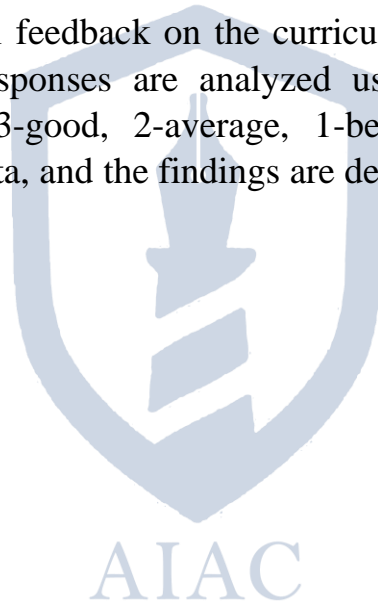 feedback on the curricu
sponses are analyzed us
3-good, 2-average, 1-be
ta, and the findings are de
AIAC